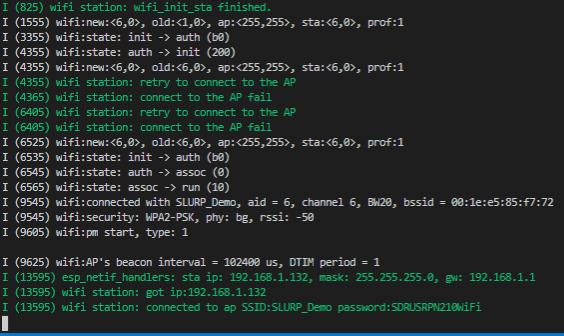 I (825) wifi station: wifi_init_sta finished.
I (1555) wifi:new:<6,0>, old:<1,0>, ap:<255,255>, sta:<6,0>, prof:1
I (3355) wifi:state: init -> auth (b0)
I (4355) wifi:state: auth -> init (200)
I (4355) wifi:new:<6,0>, old:<6,0>, ap:<255,255>, sta:<6,0>, prof:1
I (4355) wifi station: retry to connect to the AP
I (4365) wifi station: connect to the AP fail
I (6405) wifi station: retry to connect to the AP
I (6405) wifi station: connect to the AP fail
I (6525) wifi:new:<6,0>, old:<6,0>, ap:<255,255>, sta:<6,0>, prof:1
I (6535) wifi:state: init -> auth (b0)
I (6545) wifi:state: auth -> assoc (0)
I (6565) wifi:state: assoc -> run (10)
I (9545) wifi:connected with SLURP_Demo, aid = 6, channel 6, BW20, bssid = 00:1e:e5:85:f7:72
I (9545) wifi:security: WPA2-PSK, phy: bg, rssi: -50
I (9605) wifi:pm start, type: 1
I (9625) wifi:AP's beacon interval = 102400 us, DTIM period = 1
I (13595) esp_netif_handlers: sta ip: 192.168.1.132, mask: 255.255.255.0, gw: 192.168.1.1
I (13595) wifi station: got ip:192.168.1.132
I (13595) wifi station: connected to ap SSID:SLURP_Demo password:SDRUSRPN210WiFi